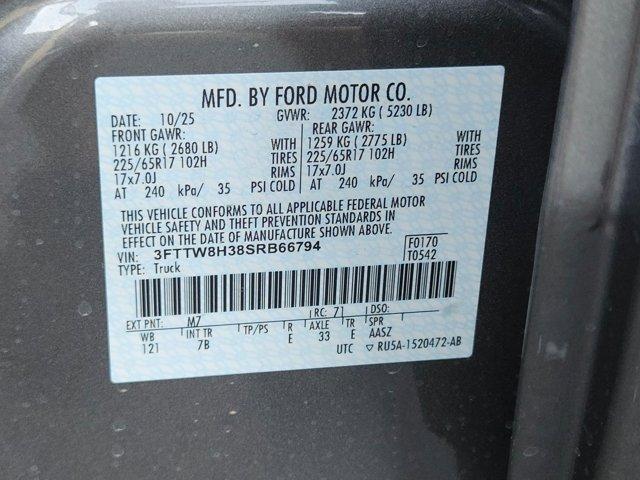 MFD. BY FORD MOTOR CO.
DATE: 10/25 GVWR: 2372 KG ( 5230 LB)
FRONT GAWR: REAR GAWR:
1216 KG ( 2680 LB) WITH 1259 KG ( 2775 LB) WITH
225/65R17 102H TIRES 225/65R17 102H TIRES
17x7.0J RIMS 17x7.0J RIMS
AT 240 kPa/ 35 PSI COLD AT 240 kPa/ 35 PSI COLD
THIS VEHICLE CONFORMS TO ALL APPLICABLE FEDERAL MOTOR
VEHICLE SAFETY AND THEFT PREVENTION STANDARDS IN
EFFECT ON THE DATE OF MANUFACTURE SHOWN ABOVE.
VIN: 3FTTW8H38SRB66794 F0170
TYPE: Truck T0542
EXT PNT: M7 RC: 71 DSO:
WB INT TR TP/PS R AXLE TR SPR
121 7B E 33 E AASZ
UTC ▽ RU5A-1520472-AB